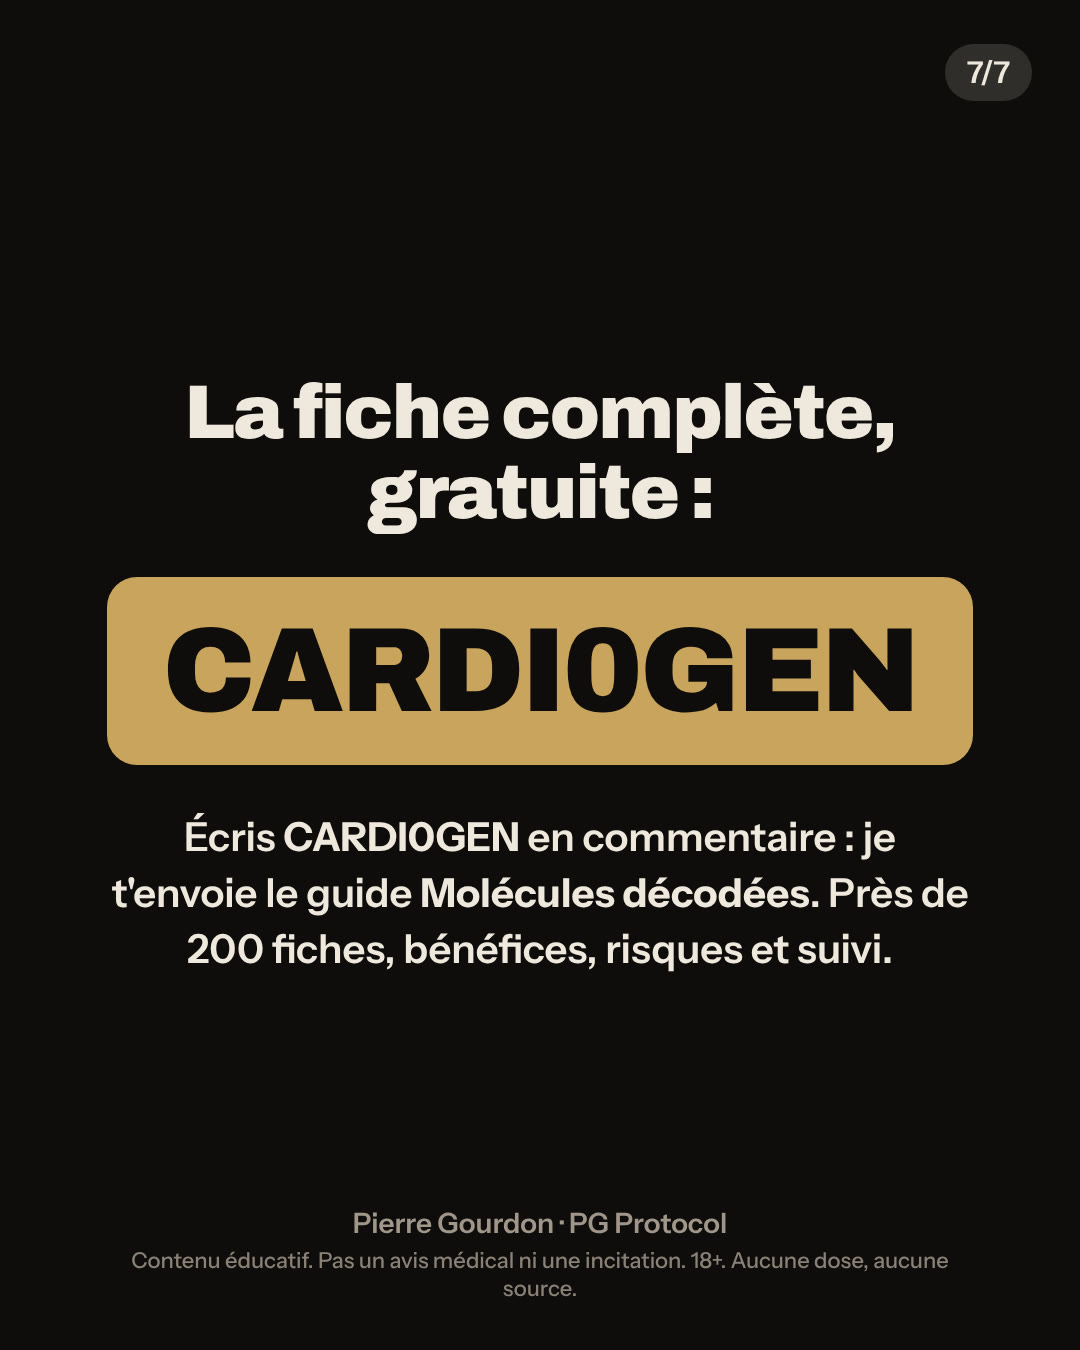 7/7
La fiche complète,
gratuite :
CARDI0GEN
Écris CARDI0GEN en commentaire : je
t'envoie le guide Molécules décodées. Près de
200 fiches, bénéfices, risques et suivi.
Pierre Gourdon · PG Protocol
Contenu éducatif. Pas un avis médical ni une incitation. 18+. Aucune dose, aucune
source.